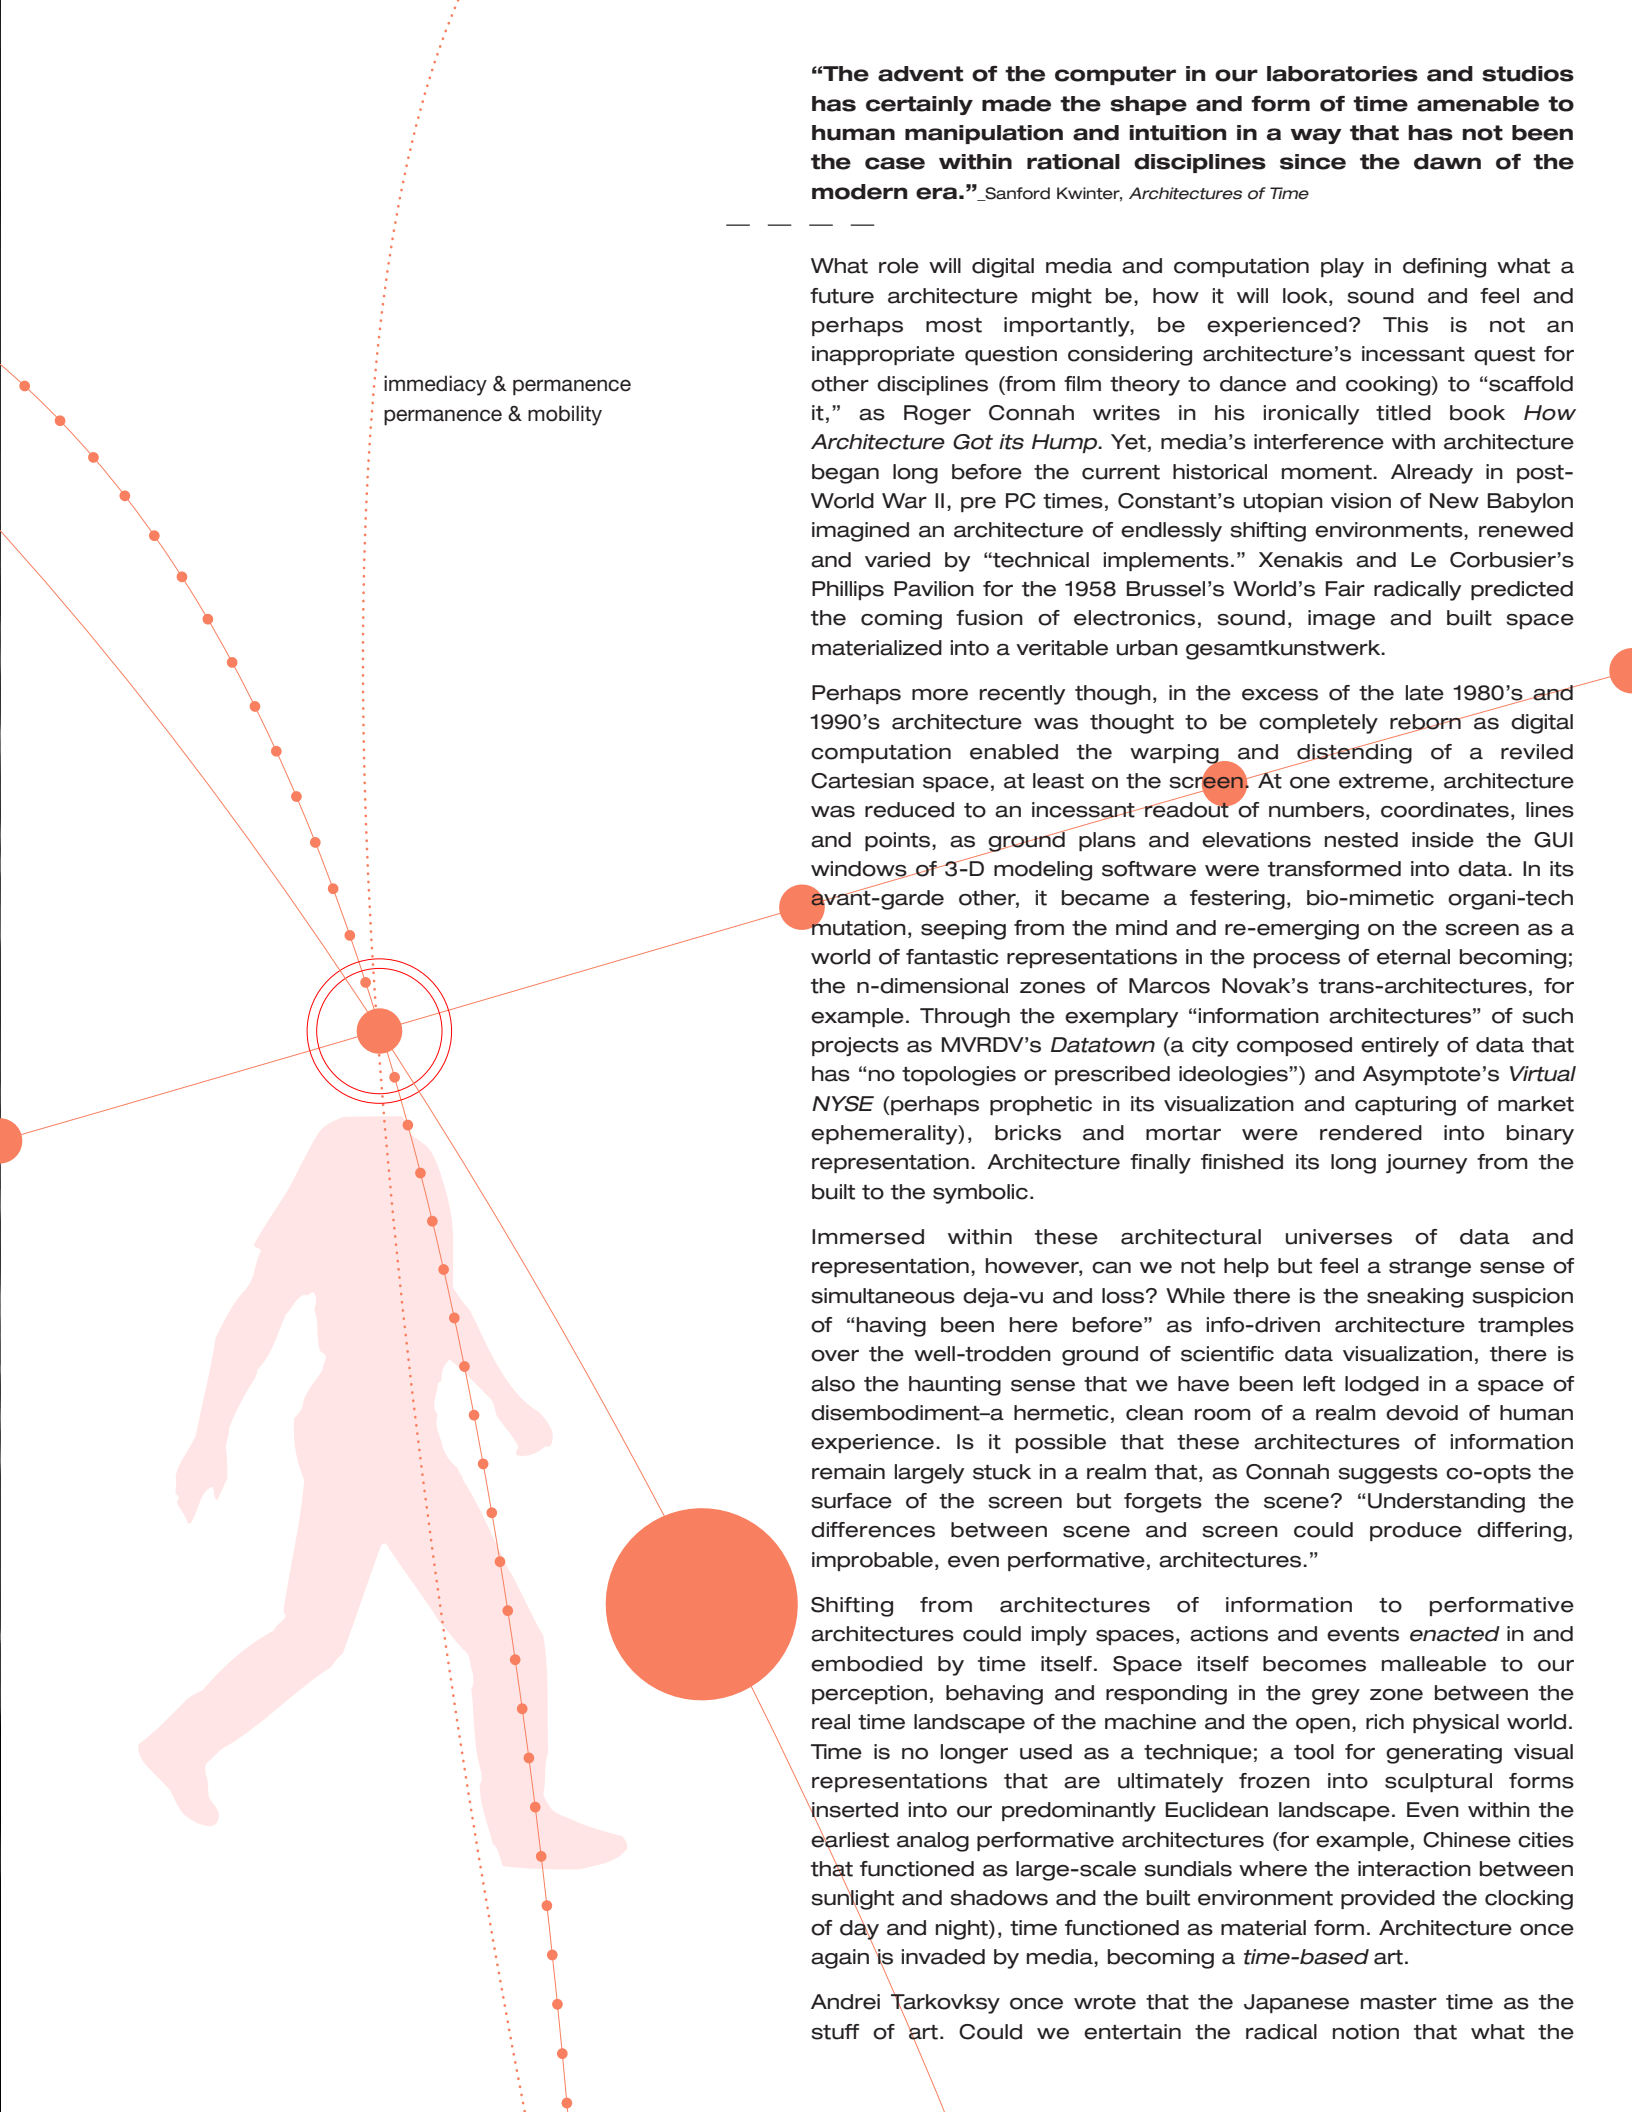 “The advent of the computer in our laboratories and studios
has certainly made the shape and form of time amenable to
human manipulation and intuition in a way that has not been
the case within rational disciplines since the dawn of the
modern era.”_Sanford Kwinter, Architectures of Time
immediacy & permanence
permanence & mobility
What role will digital media and computation play in defining what a
future architecture might be, how it will look, sound and feel and
perhaps most importantly, be experienced? This is not an
inappropriate question considering architecture’s incessant quest for
other disciplines (from film theory to dance and cooking) to “scaffold
it,” as Roger Connah writes in his ironically titled book How
Architecture Got its Hump. Yet, media’s interference with architecture
began long before the current historical moment. Already in post-
World War II, pre PC times, Constant’s utopian vision of New Babylon
imagined an architecture of endlessly shifting environments, renewed
and varied by “technical implements.” Xenakis and Le Corbusier’s
Phillips Pavilion for the 1958 Brussel’s World’s Fair radically predicted
the coming fusion of electronics, sound, image and built space
materialized into a veritable urban gesamtkunstwerk.
Perhaps more recently though, in the excess of the late 1980’s and
1990’s architecture was thought to be completely reborn as digital
computation enabled the warping and distending of a reviled
Cartesian space, at least on the screen. At one extreme, architecture
was reduced to an incessant readout of numbers, coordinates, lines
and points, as ground plans and elevations nested inside the GUI
windows of 3-D modeling software were transformed into data. In its
avant-garde other, it became a festering, bio-mimetic organi-tech
mutation, seeping from the mind and re-emerging on the screen as a
world of fantastic representations in the process of eternal becoming;
the n-dimensional zones of Marcos Novak’s trans-architectures, for
example. Through the exemplary “information architectures” of such
projects as MVRDV’s Datatown (a city composed entirely of data that
has “no topologies or prescribed ideologies”) and Asymptote’s Virtual
NYSE (perhaps prophetic in its visualization and capturing of market
ephemerality), bricks and mortar were rendered into binary
representation. Architecture finally finished its long journey from the
built to the symbolic.
Immersed within these architectural universes of data and
representation, however, can we not help but feel a strange sense of
simultaneous deja-vu and loss? While there is the sneaking suspicion
of “having been here before” as info-driven architecture tramples
over the well-trodden ground of scientific data visualization, there is
also the haunting sense that we have been left lodged in a space of
disembodiment–a hermetic, clean room of a realm devoid of human
experience. Is it possible that these architectures of information
remain largely stuck in a realm that, as Connah suggests co-opts the
surface of the screen but forgets the scene? “Understanding the
differences between scene and screen could produce differing,
improbable, even performative, architectures.”
Shifting from architectures of information to performative
architectures could imply spaces, actions and events enacted in and
embodied by time itself. Space itself becomes malleable to our
perception, behaving and responding in the grey zone between the
real time landscape of the machine and the open, rich physical world.
Time is no longer used as a technique; a tool for generating visual
representations that are ultimately frozen into sculptural forms
inserted into our predominantly Euclidean landscape. Even within the
earliest analog performative architectures (for example, Chinese cities
that functioned as large-scale sundials where the interaction between
sunlight and shadows and the built environment provided the clocking
of day and night), time functioned as material form. Architecture once
again is invaded by media, becoming a time-based art.
Andrei Tarkovksy once wrote that the Japanese master time as the
stuff of art. Could we entertain the radical notion that what the